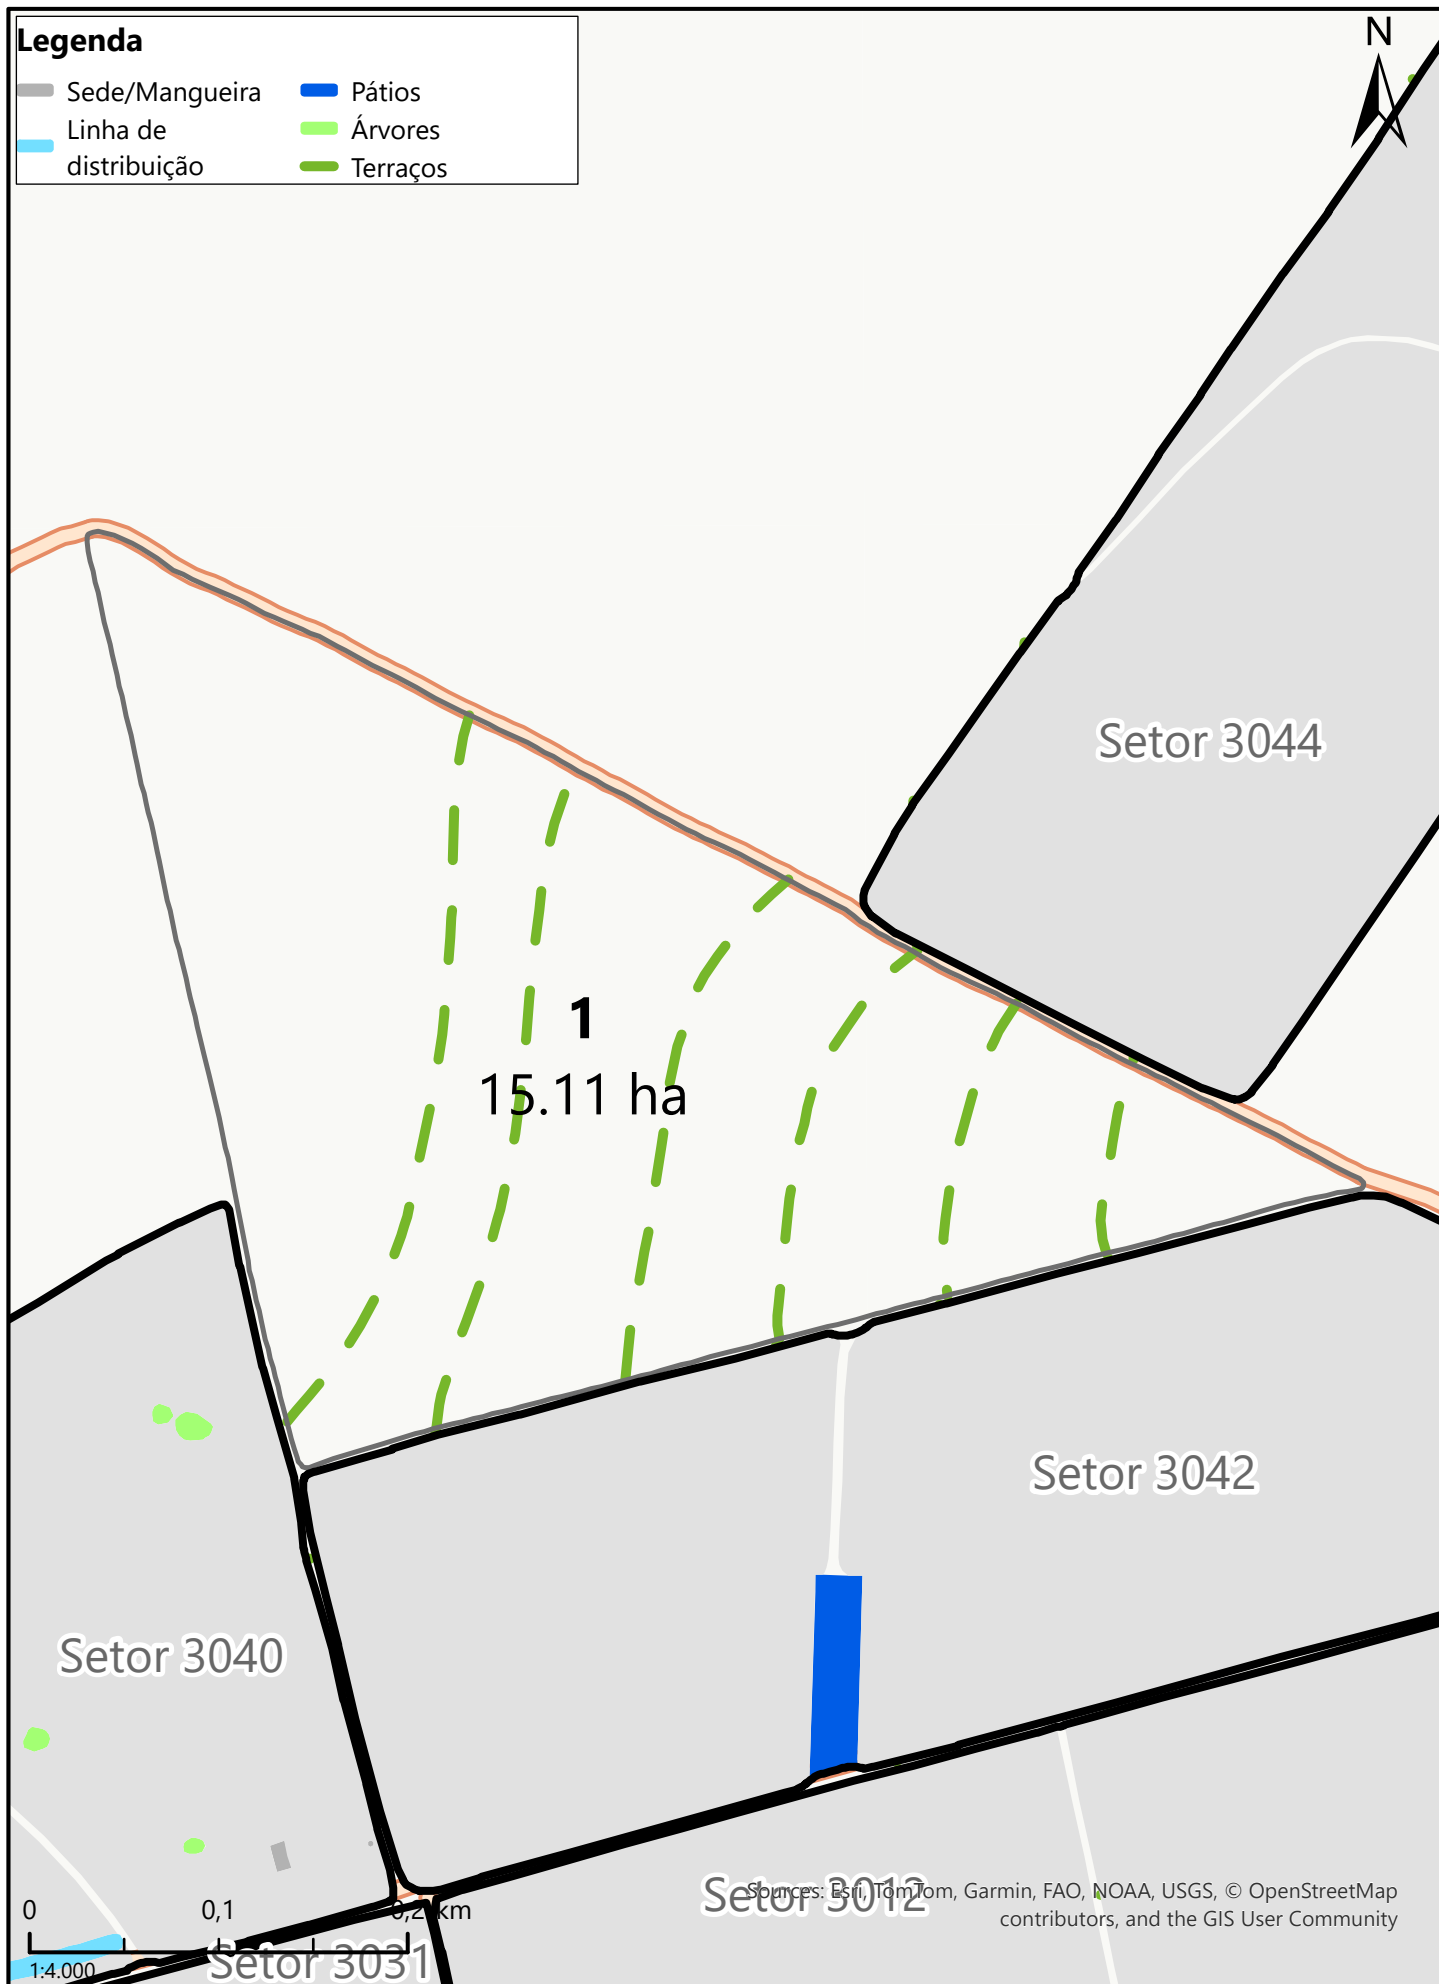 Legenda
Sede/Mangueira
Linha de
distribuição
Pátios
Árvores
Terraços
N
Setor 3044
1
15.11 ha
Setor 3042
Setor 3040
Setor 3012
Sources: Esri, TomTom, Garmin, FAO, NOAA, USGS, © OpenStreetMap
contributors, and the GIS User Community
0 0,1 0,2 km
1:4.000
Setor 3031